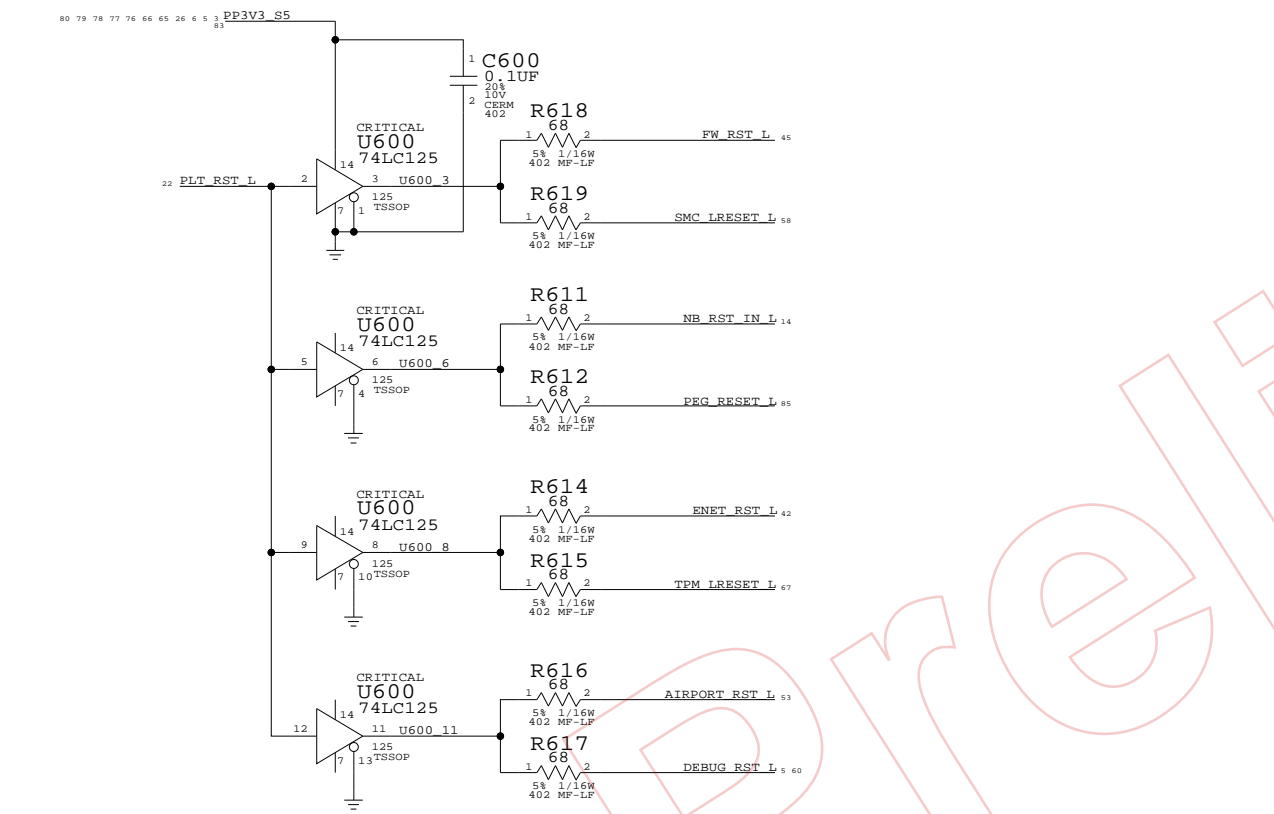 80 79 78 77 76 66 65 26 6 5 3 PP3V3_S5
83
1 C600
0.1UF
20%
10V
2 CERM
402
R618
68
1 2 FW_RST_L 45
5% 1/16W
402 MF-LF
CRITICAL
U600
74LC125
14
22 PLT_RST_L 2 3 U600_3
125
TSSOP
7 1
R619
68
1 2 SMC_LRESET_L 58
5% 1/16W
402 MF-LF
R611
68
1 2 NB_RST_IN_L 14
5% 1/16W
402 MF-LF
CRITICAL
U600
74LC125
14
5 6 U600_6
125
TSSOP
7 4
R612
68
1 2 PEG_RESET_L 85
5% 1/16W
402 MF-LF
R614
68
1 2 ENET_RST_L 42
5% 1/16W
402 MF-LF
CRITICAL
U600
74LC125
14
9 8 U600_8
125
TSSOP
7 10
R615
68
1 2 TPM_LRESET_L 67
5% 1/16W
402 MF-LF
R616
68
1 2 AIRPORT_RST_L 53
5% 1/16W
402 MF-LF
CRITICAL
U600
74LC125
14
12 11 U600_11
125
TSSOP
7 13
R617
68
1 2 DEBUG_RST_L 5 60
5% 1/16W
402 MF-LF
Preli